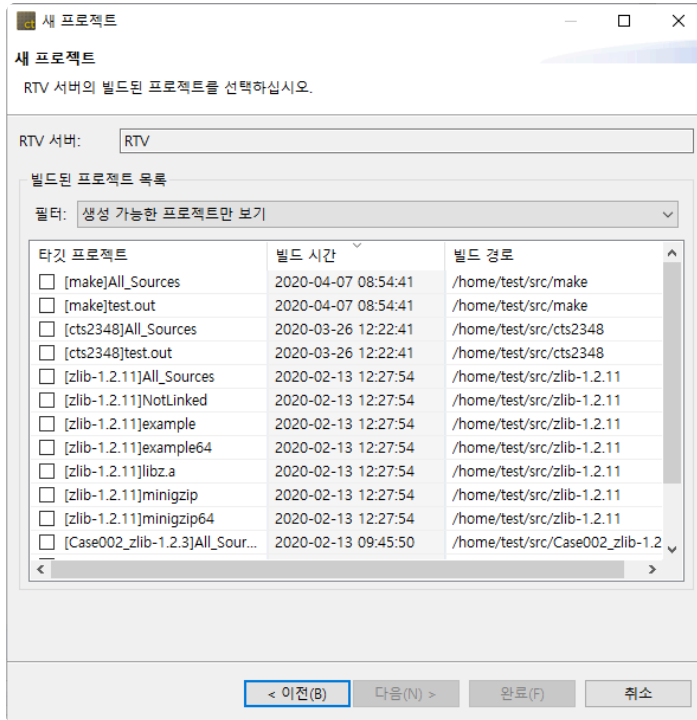 ct 새 프로젝트
새 프로젝트
RTV 서버의 빌드된 프로젝트를 선택하십시오.
RTV 서버: RTV
빌드된 프로젝트 목록
필터: 생성 가능한 프로젝트만 보기
타깃 프로젝트 빌드 시간 빌드 경로
[make]All_Sources 2020-04-07 08:54:41 /home/test/src/make
[make]test.out 2020-04-07 08:54:41 /home/test/src/make
[cts2348]All_Sources 2020-03-26 12:22:41 /home/test/src/cts2348
[cts2348]test.out 2020-03-26 12:22:41 /home/test/src/cts2348
[zlib-1.2.11]All_Sources 2020-02-13 12:27:54 /home/test/src/zlib-1.2.11
[zlib-1.2.11]NotLinked 2020-02-13 12:27:54 /home/test/src/zlib-1.2.11
[zlib-1.2.11]example 2020-02-13 12:27:54 /home/test/src/zlib-1.2.11
[zlib-1.2.11]example64 2020-02-13 12:27:54 /home/test/src/zlib-1.2.11
[zlib-1.2.11]libz.a 2020-02-13 12:27:54 /home/test/src/zlib-1.2.11
[zlib-1.2.11]minigzip 2020-02-13 12:27:54 /home/test/src/zlib-1.2.11
[zlib-1.2.11]minigzip64 2020-02-13 12:27:54 /home/test/src/zlib-1.2.11
[Case002_zlib-1.2.3]All_Sour... 2020-02-13 09:45:50 /home/test/src/Case002_zlib-1.2
< 이전(B) 다음(N) > 완료(F) 취소